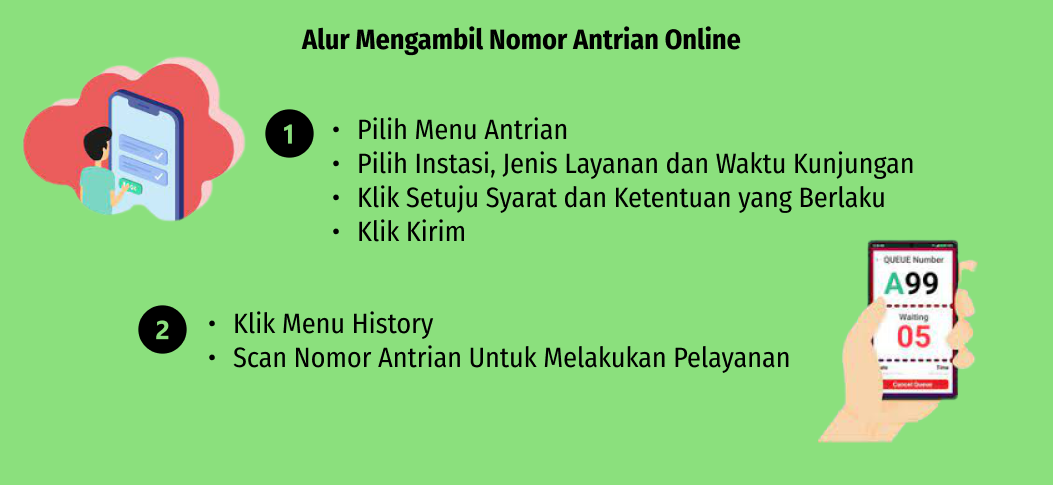 Alur Mengambil Nomor Antrian Online
1
• Pilih Menu Antrian
• Pilih Instasi, Jenis Layanan dan Waktu Kunjungan
• Klik Setuju Syarat dan Ketentuan yang Berlaku
• Klik Kirim
2
• Klik Menu History
• Scan Nomor Antrian Untuk Melakukan Pelayanan
QUEUE Number
A99
Waiting
05
Time
Cancel Queue